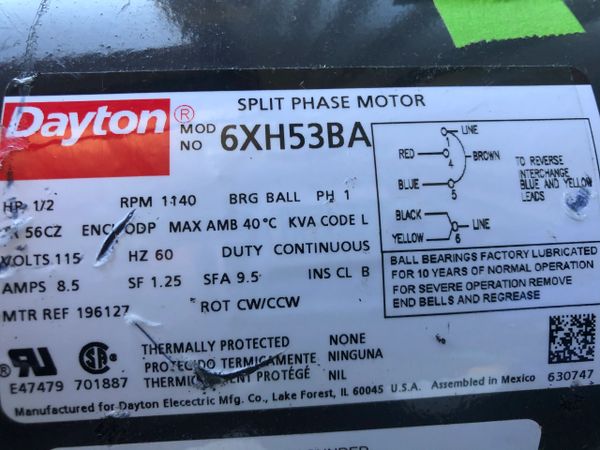 SPLIT PHASE MOTOR
Dayton®
MOD NO 6XH53BA
HP 1/2 RPM 1140 BRG BALL PH 1
56CZ ENCL ODP MAX AMB 40°C KVA CODE L
VOLTS 115 HZ 60 DUTY CONTINUOUS
AMPS 8.5 SF 1.25 SFA 9.5 INS CL B
MTR REF 196127 ROT CW/CCW
LINE
RED 4 BROWN
BLUE 5
BLACK LINE
YELLOW 6
TO REVERSE
INTERCHANGE
BLUE AND YELLOW
LEADS
BALL BEARINGS FACTORY LUBRICATED
FOR 10 YEARS OF NORMAL OPERATION
FOR SEVERE OPERATION REMOVE
END BELLS AND REGREASE
THERMALLY PROTECTED NONE
PROTECIDO TERMICAMENTE NINGUNA
PROTÉGÉ NIL
E47479 701887
630747
Manufactured for Dayton Elecectric Mfg. Co., Lake Forest, IL 60045 U.S.A. Assembled in Mexico